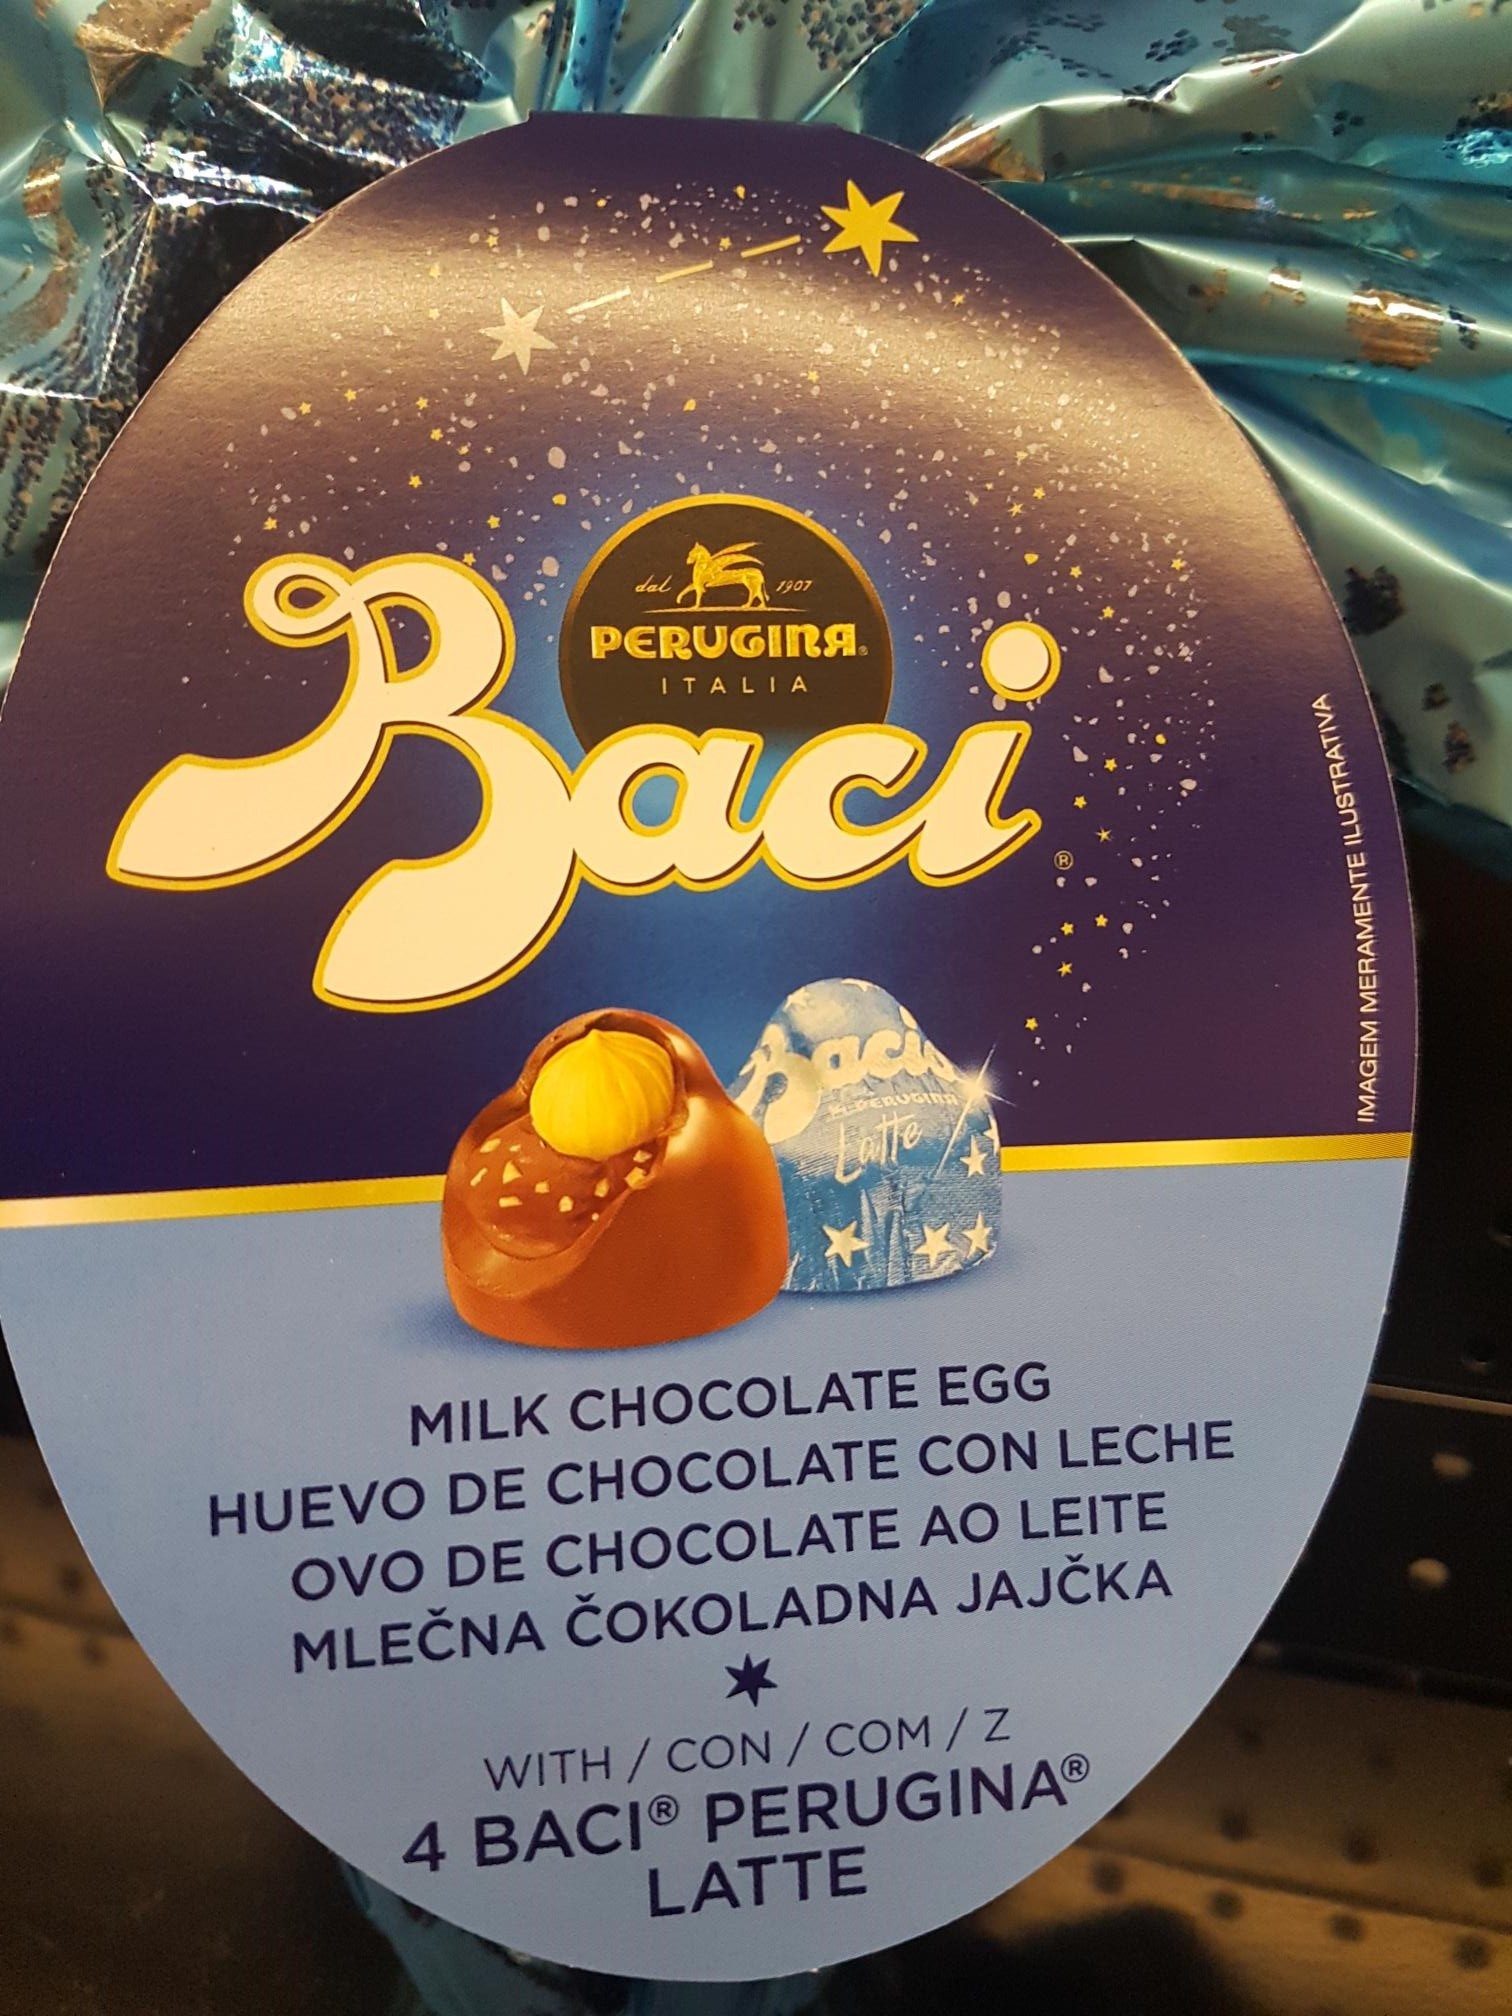 dal 1907
PERUGINA®
ITALIA
Baci®
IMAGEM MERAMENTE ILUSTRATIVA
Baci
PERUGINA
Latte
MILK CHOCOLATE EGG
HUEVO DE CHOCOLATE CON LECHE
OVO DE CHOCOLATE AO LEITE
MLEČNA ČOKOLADNA JAJČKA
WITH / CON / COM / Z
4 BACI® PERUGINA®
LATTE